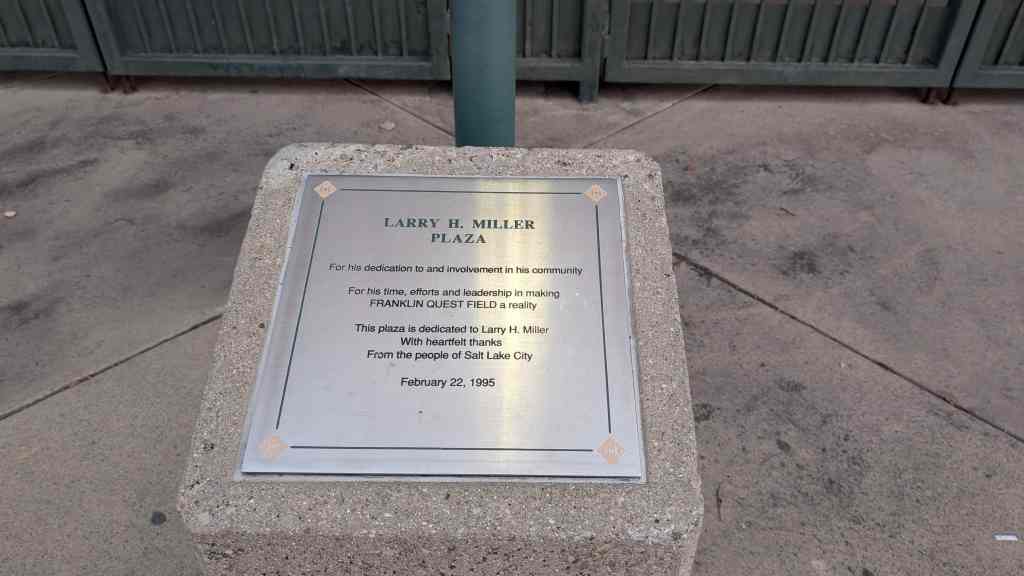 LARRY H. MILLER
PLAZA
For his dedication to and involvement in his community
For his time, efforts and leadership in making
FRANKLIN QUEST FIELD a reality
This plaza is dedicated to Larry H. Miller
With heartfelt thanks
From the people of Salt Lake City
February 22, 1995